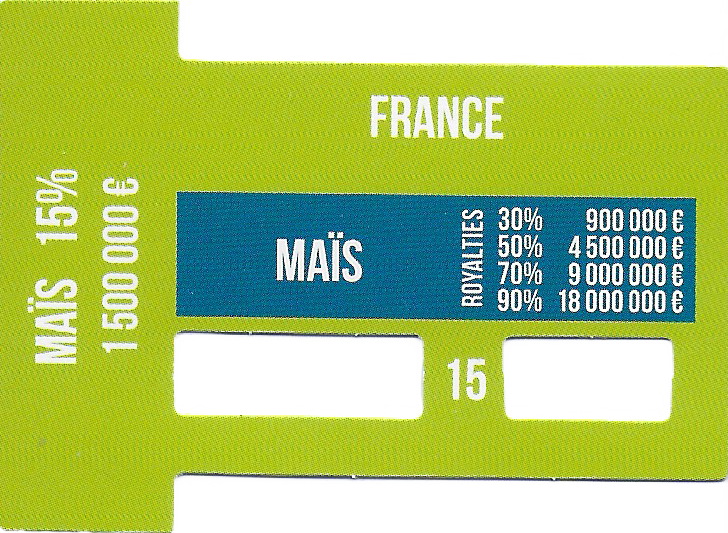 FRANCE
MAÏS 15%
1 500 000 €
MAÏS
ROYALTIES
30% 900 000 €
50% 4 500 000 €
70% 9 000 000 €
90% 18 000 000 €
15